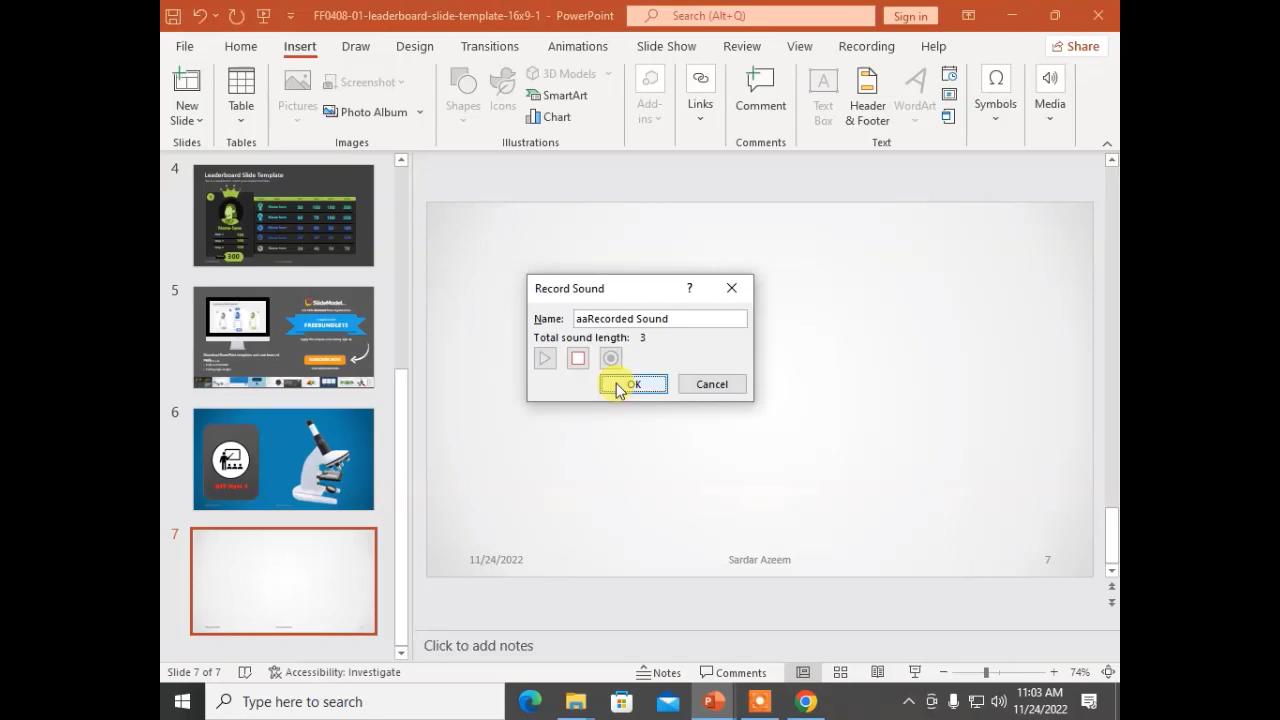 FF0408-01-leaderboard-slide-template-16x9-1 - PowerPoint
Search (Alt+Q)
Sign in
File Home Insert Draw Design Transitions Animations Slide Show Review View Recording Help Share
New Slide
Slides
Table
Tables
Pictures
Screenshot
Photo Album
Images
Shapes
Icons
3D Models
SmartArt
Chart
Illustrations
Add-ins
Links
Comment
Comments
Text Box
Header & Footer
WordArt
Text
Symbols
Media
4
Leaderboard Slide Template
Name here
300
5
SlideModel
FREEBUNDLE15
6
7
Record Sound
?
Name: aaRecorded Sound
Total sound length: 3
OK
Cancel
11/24/2022
Sardar Azeem
7
Click to add notes
Slide 7 of 7
Accessibility: Investigate
Notes
Comments
74%
Type here to search
11:03 AM
11/24/2022